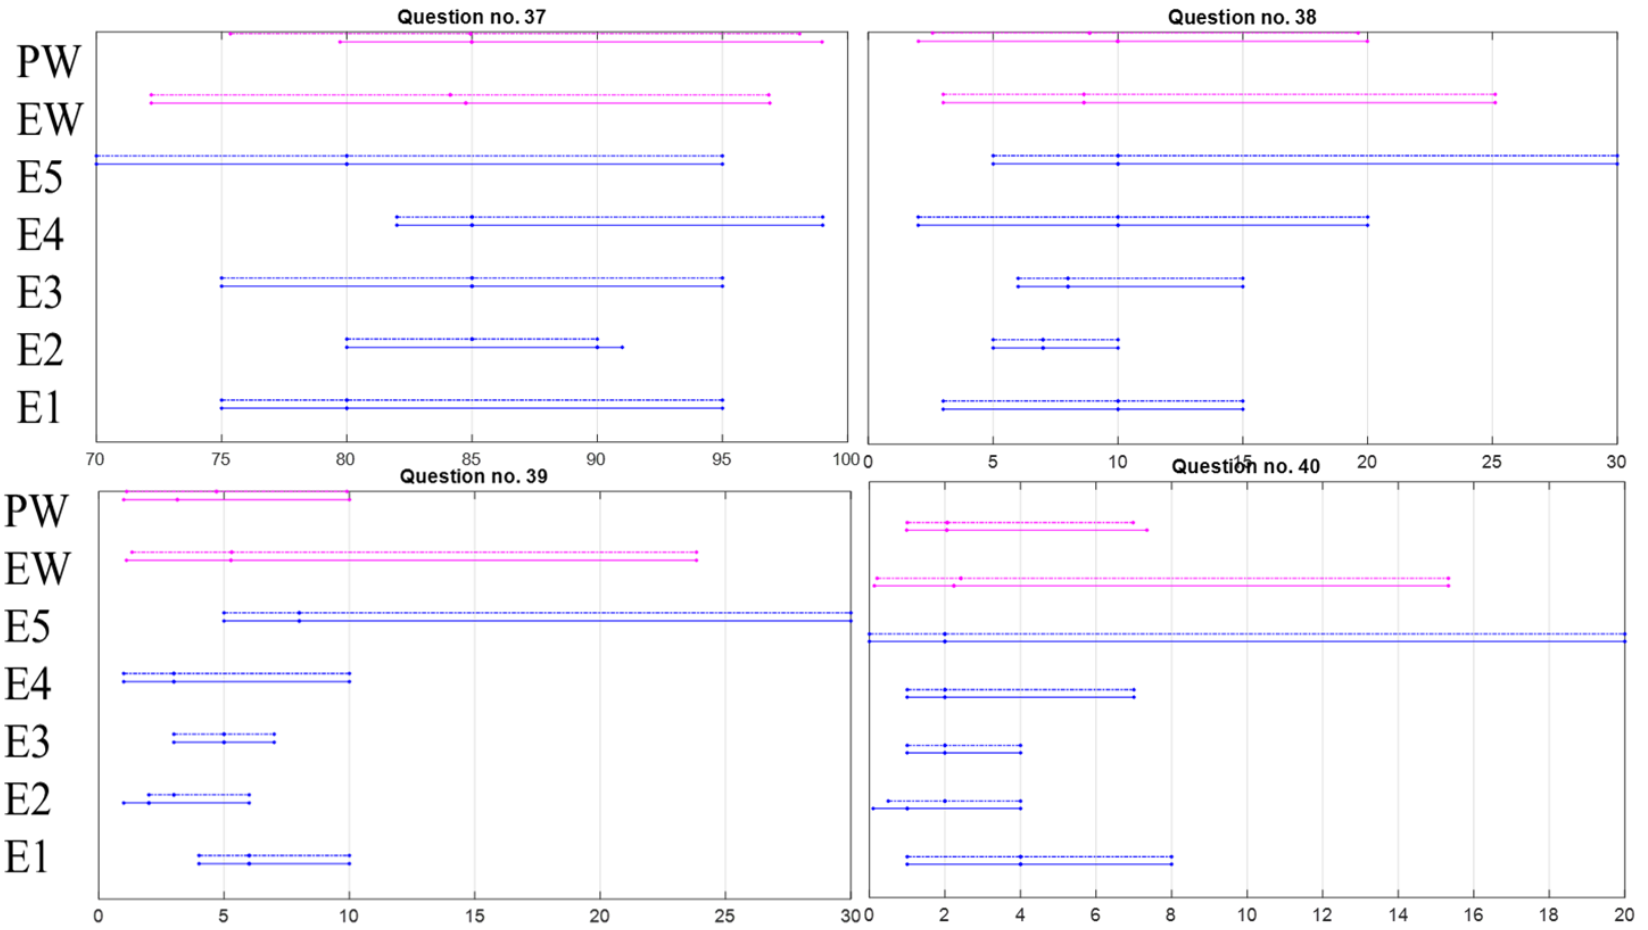 Question no. 37
PW
EW
E5
E4
E3
E2
E1
70 75 80 85 90 95 100
Question no. 38
0 5 10 15 20 25 30
Question no. 39
PW
EW
E5
E4
E3
E2
E1
0 5 10 15 20 25 30
Question no. 40
0 2 4 6 8 10 12 14 16 18 20